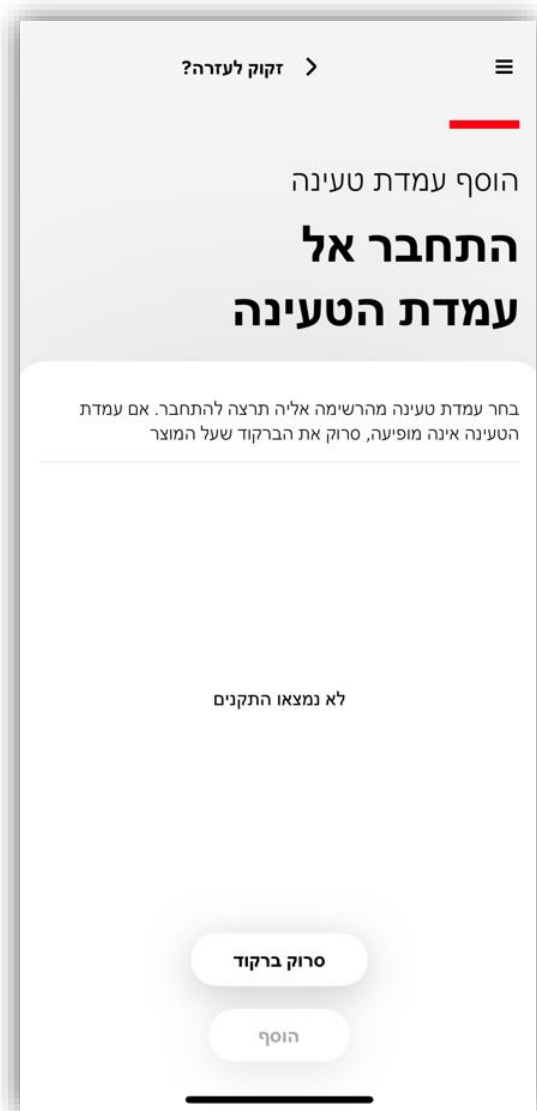 זקוק לעזרה?
הוסף עמדת טעינה
התחבר אל
עמדת הטעינה
בחר עמדת טעינה מהרשימה אליה תרצה להתחבר. אם עמדת
הטעינה אינה מופיעה, סרוק את הברקוד שעל המוצר
לא נמצאו התקנים
סרוק ברקוד
הוסף